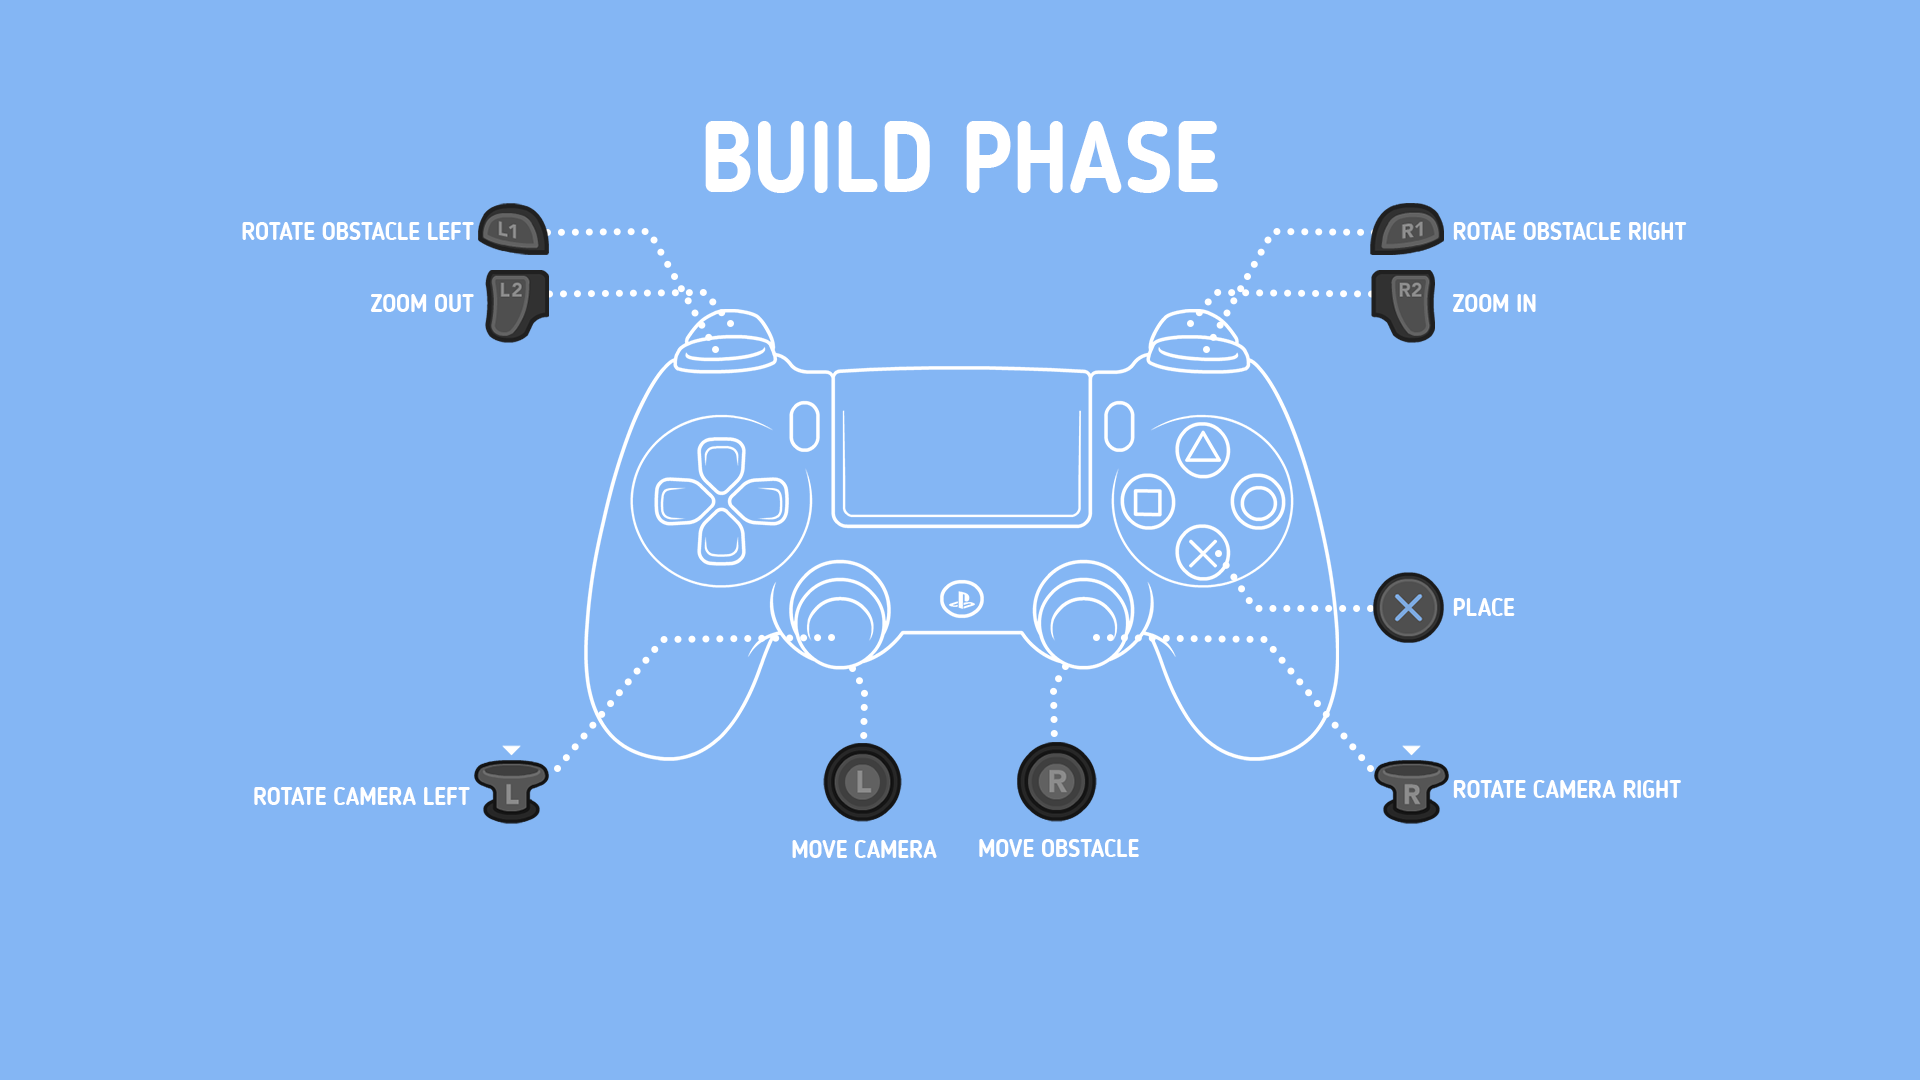 BUILD PHASE
ROTATE OBSTACLE LEFT
L1
R1
ROTAE OBSTACLE RIGHT
ZOOM OUT
L2
R2
ZOOM IN
PLACE
ROTATE CAMERA LEFT
L
L
R
R
ROTATE CAMERA RIGHT
MOVE CAMERA
MOVE OBSTACLE